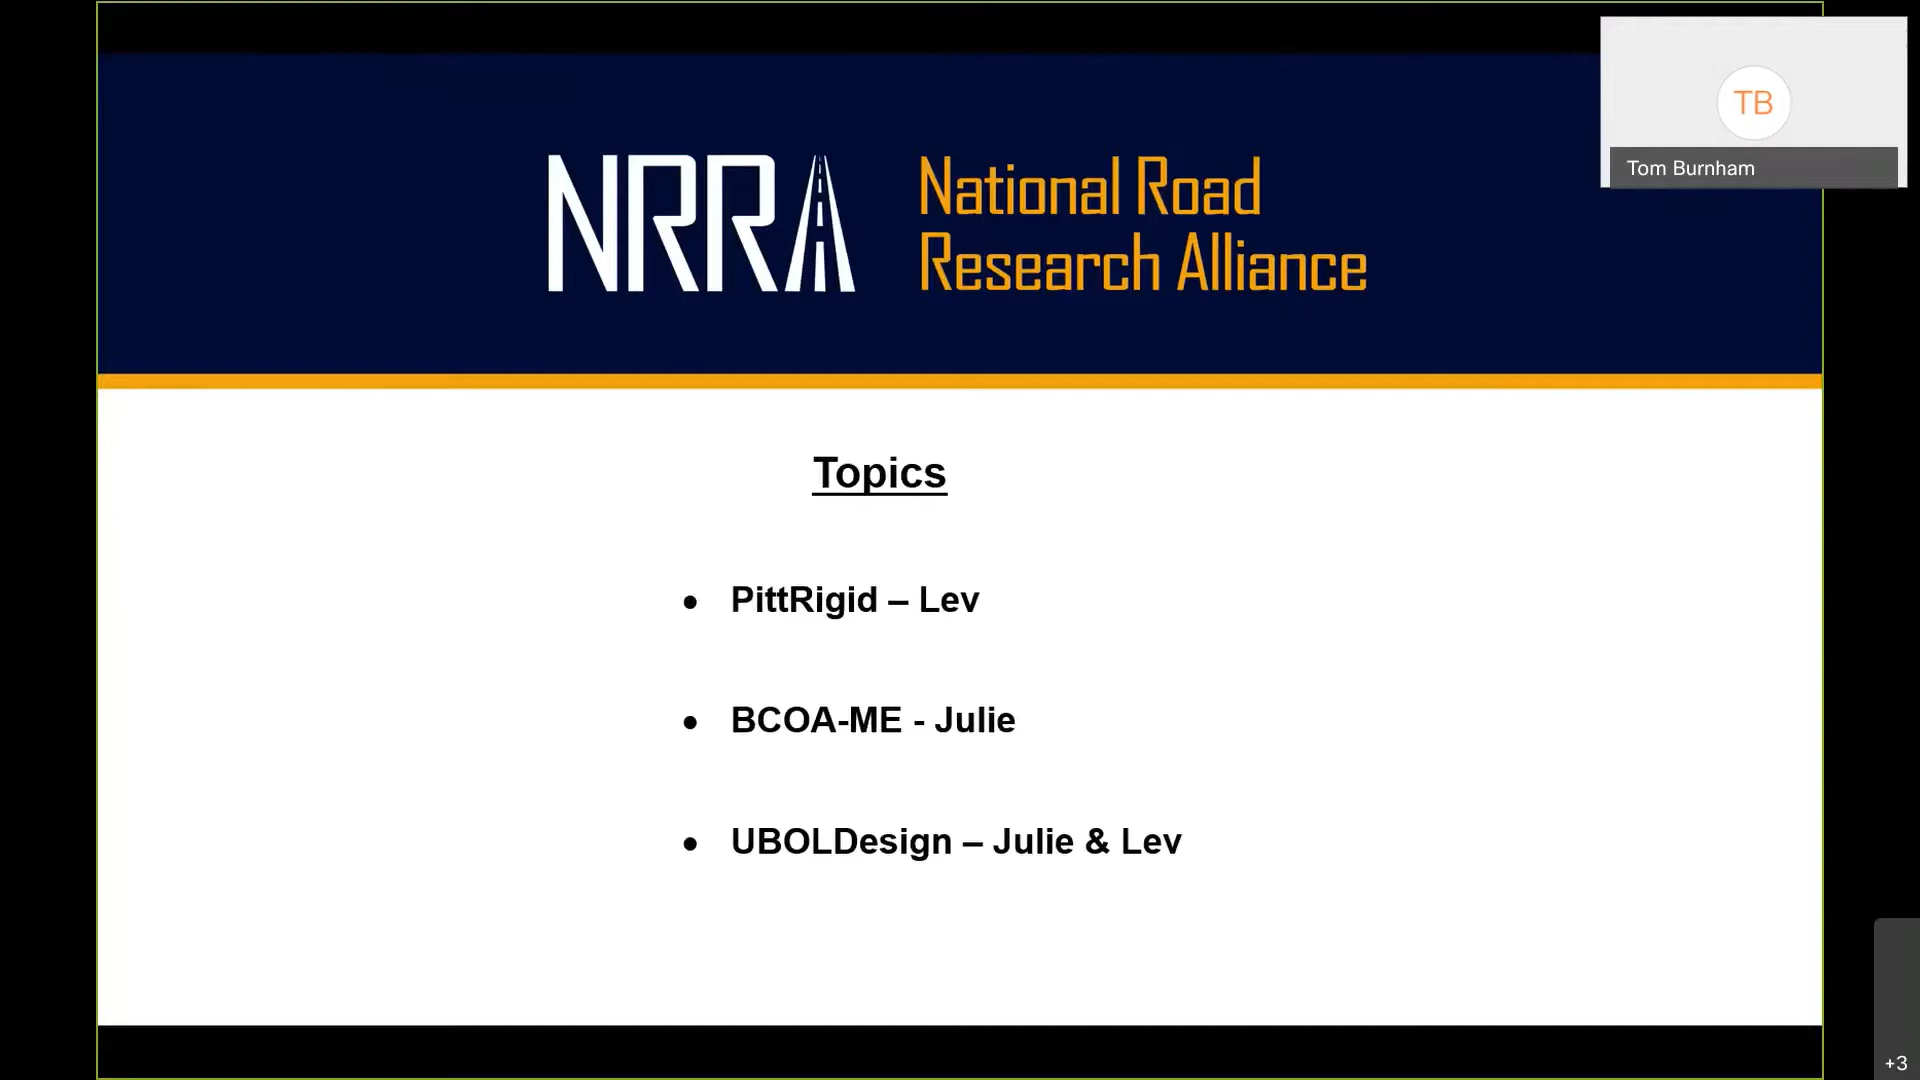 NRRA
National Road
Research Alliance
TB
Tom Burnham
Topics
• PittRigid – Lev
• BCOA-ME - Julie
• UBOLDesign – Julie & Lev
+3